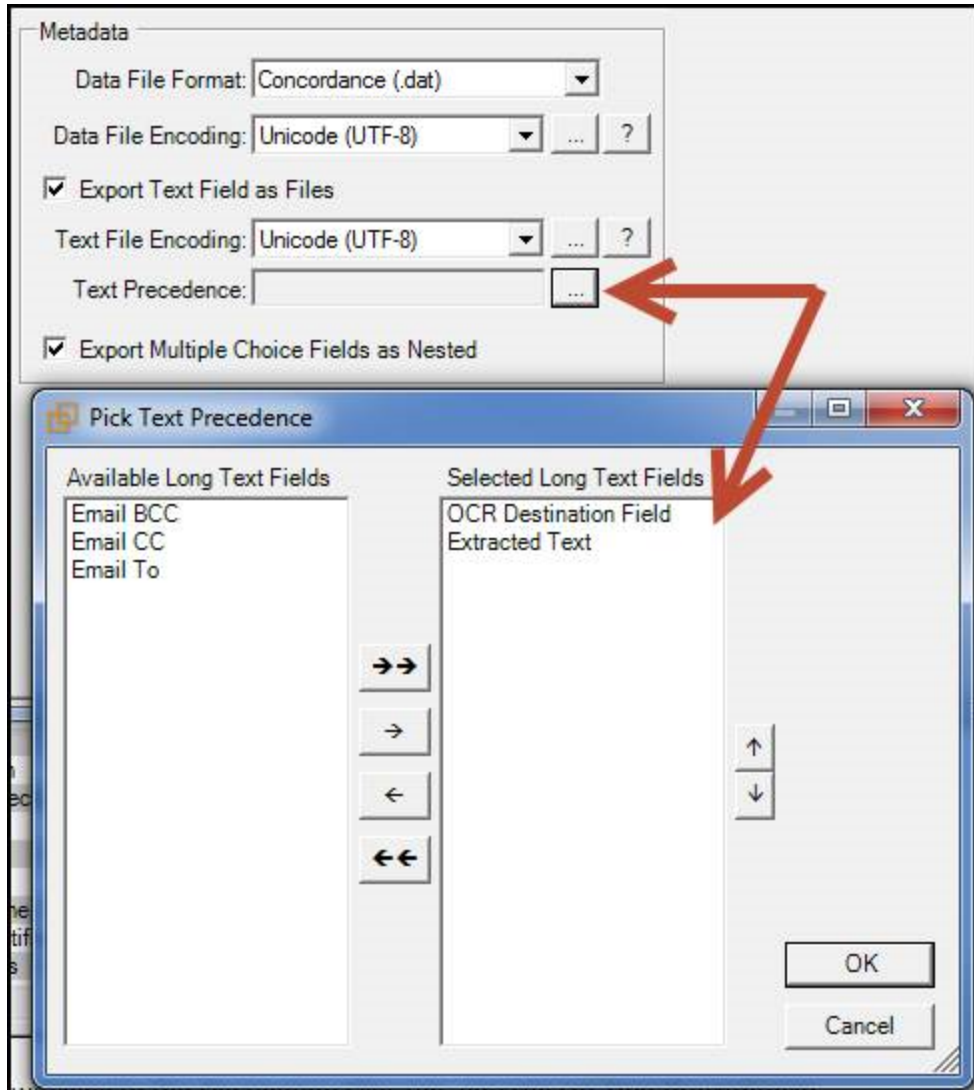 Metadata
Data File Format: Concordance (.dat)
Data File Encoding: Unicode (UTF-8) ... ?
Export Text Field as Files
Text File Encoding: Unicode (UTF-8) ... ?
Text Precedence: ...
Export Multiple Choice Fields as Nested
Pick Text Precedence
Available Long Text Fields Selected Long Text Fields
Email BCC OCR Destination Field
Email CC Extracted Text
Email To
OK
Cancel